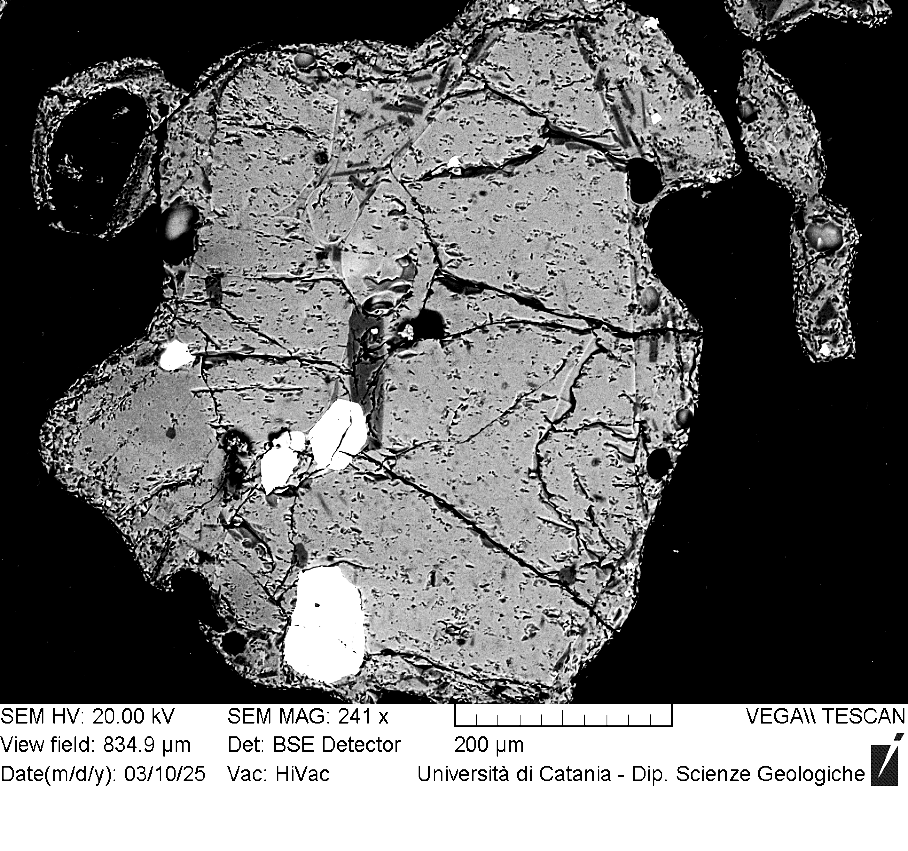 SEM HV: 20.00 kV SEM MAG: 241 x VEGA\\ TESCAN
View field: 834.9 µm Det: BSE Detector 200 µm
Date(m/d/y): 03/10/25 Vac: HiVac Università di Catania - Dip. Scienze Geologiche